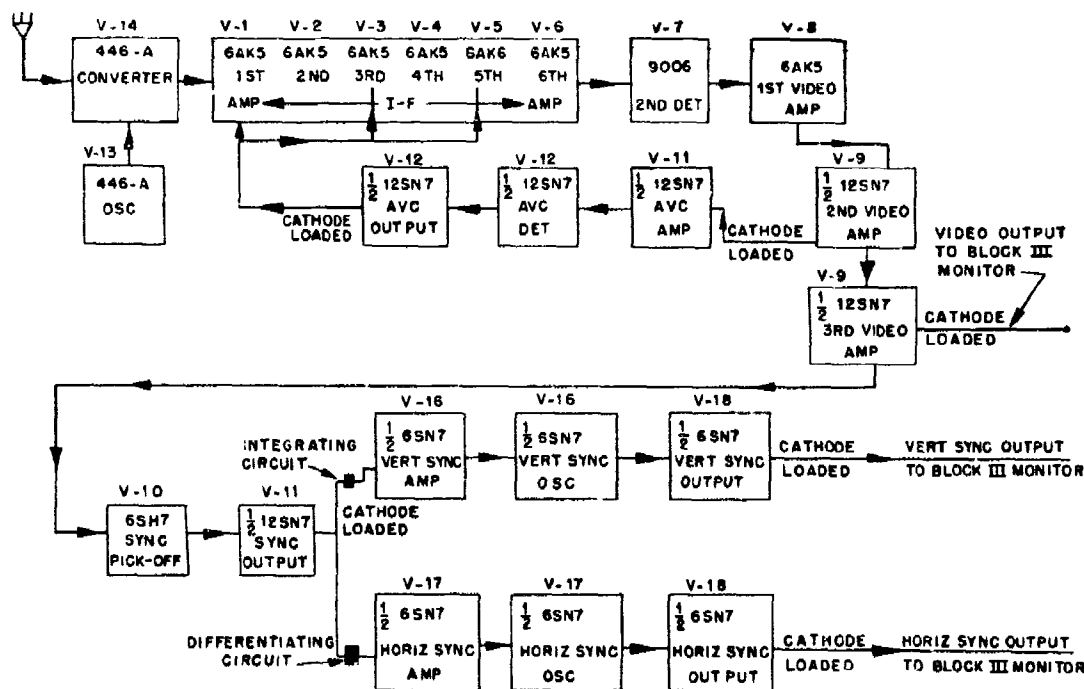 V-14
446-A
CONVERTER
V-13
446-A
OSC
V-1 V-2 V-3 V-4 V-5 V-6
6AK5 6AK5 6AK5 6AK5 6AK6 6AK5
1ST 2ND 3RD 4TH 5TH 6TH
AMP I-F AMP
V-7
9006
2ND DET
V-8
6AK5
1ST VIDEO
AMP
V-12
1/2 12SN7
AVC
OUTPUT
CATHODE
LOADED
V-12
1/2 12SN7
AVC
DET
V-11
1/2 12SN7
AVC
AMP
CATHODE
LOADED
V-9
1/2 12SN7
2ND VIDEO
AMP
VIDEO OUTPUT
TO BLOCK III
MONITOR
V-9
1/2 12SN7
3RD VIDEO
AMP
CATHODE
LOADED
V-10
6SH7
SYNC
PICK-OFF
V-11
1/2 12SN7
SYNC
OUTPUT
INTEGRATING
CIRCUIT
CATHODE
LOADED
V-16
1/2 6SN7
VERT SYNC
AMP
V-16
1/2 6SN7
VERT SYNC
OSC
V-18
1/2 6SN7
VERT SYNC
OUTPUT
CATHODE
LOADED
VERT SYNC OUTPUT
TO BLOCK III MONITOR
DIFFERENTIATING
CIRCUIT
V-17
1/2 6SN7
HORIZ SYNC
AMP
V-17
1/2 6SN7
HORIZ SYNC
OSC
V-18
1/2 6SN7
HORIZ SYNC
OUTPUT
CATHODE
LOADED
HORIZ SYNC OUTPUT
TO BLOCK III MONITOR